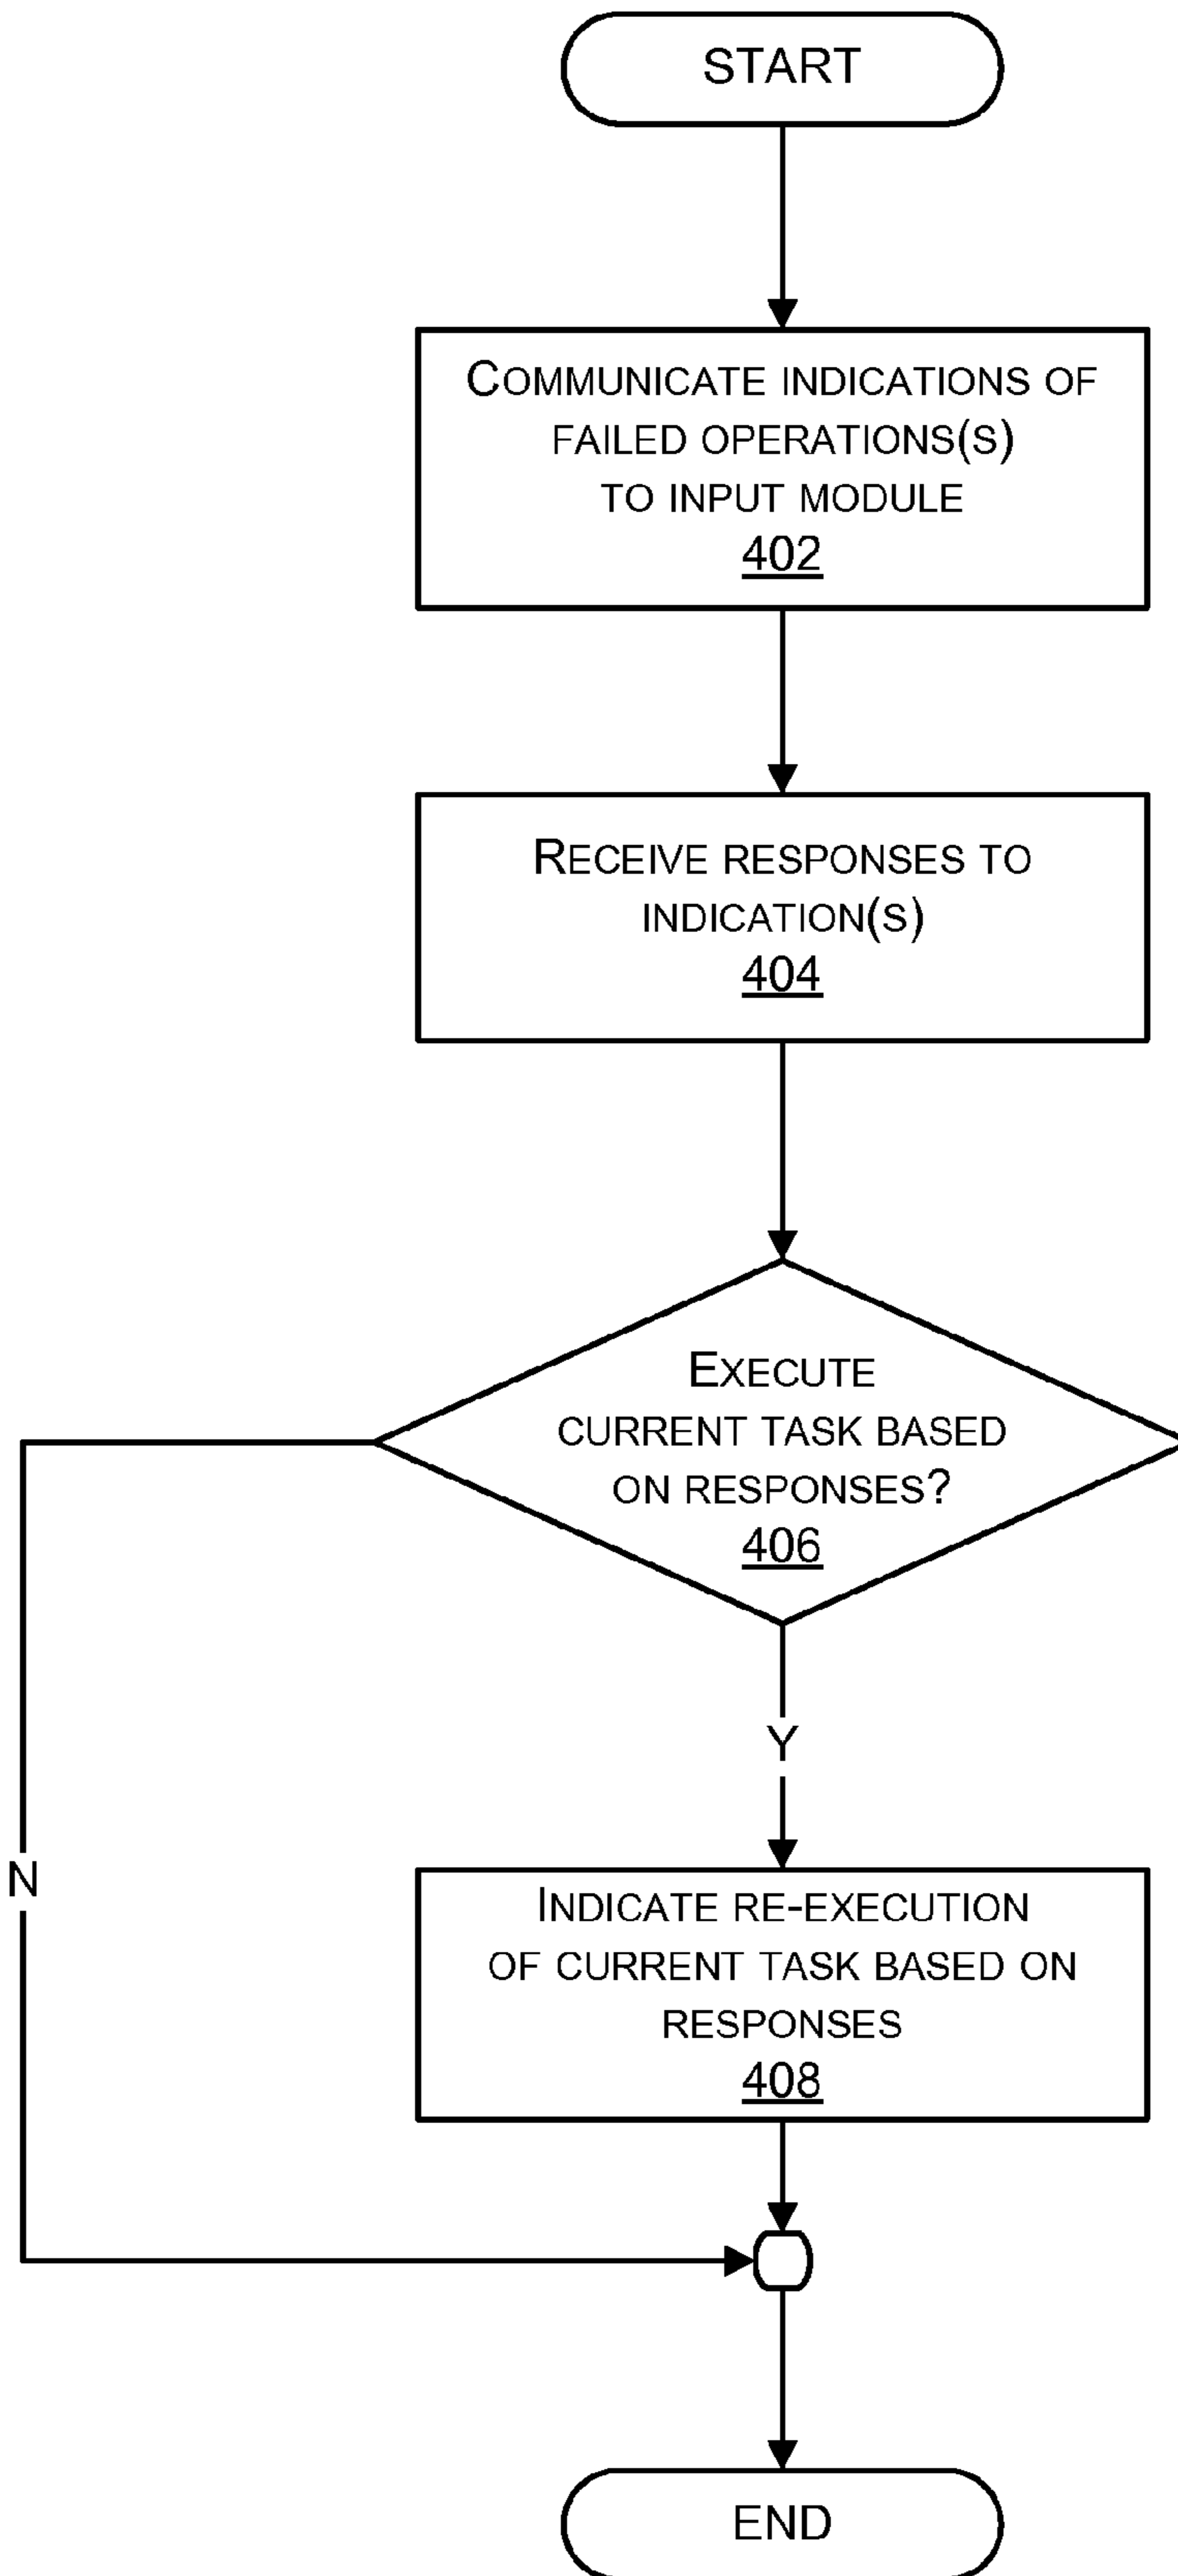 START
COMMUNICATE INDICATIONS OF
FAILED OPERATIONS(S)
TO INPUT MODULE
402
RECEIVE RESPONSES TO
INDICATION(S)
404
EXECUTE
CURRENT TASK BASED
ON RESPONSES?
406
Y
N
INDICATE RE-EXECUTION
OF CURRENT TASK BASED ON
RESPONSES
408
END